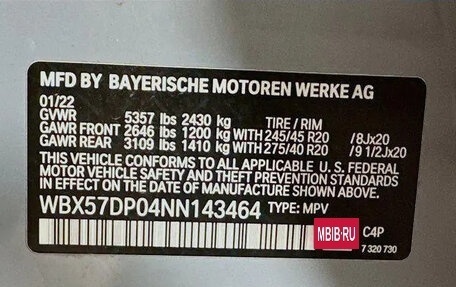 MFD BY BAYERISCHE MOTOREN WERKE AG
01/22 TIRE / RIM
GVWR 5357 lbs 2430 kg
GAWR FRONT 2646 lbs 1200 kg WITH 245/45 R20 /8Jx20
GAWR REAR 3109 lbs 1410 kg WITH 275/40 R20 /9 1/2Jx20
THIS VEHICLE CONFORMS TO ALL APPLICABLE U.S. FEDERAL
MOTOR VEHICLE SAFETY AND THEFT PREVENTION STANDARDS
IN EFFECT ON THE DATE OF MANUFACTURE SHOWN ABOVE.
WBX57DP04NN143464 TYPE: MPV
MBIB.RU C4P
7 320 730